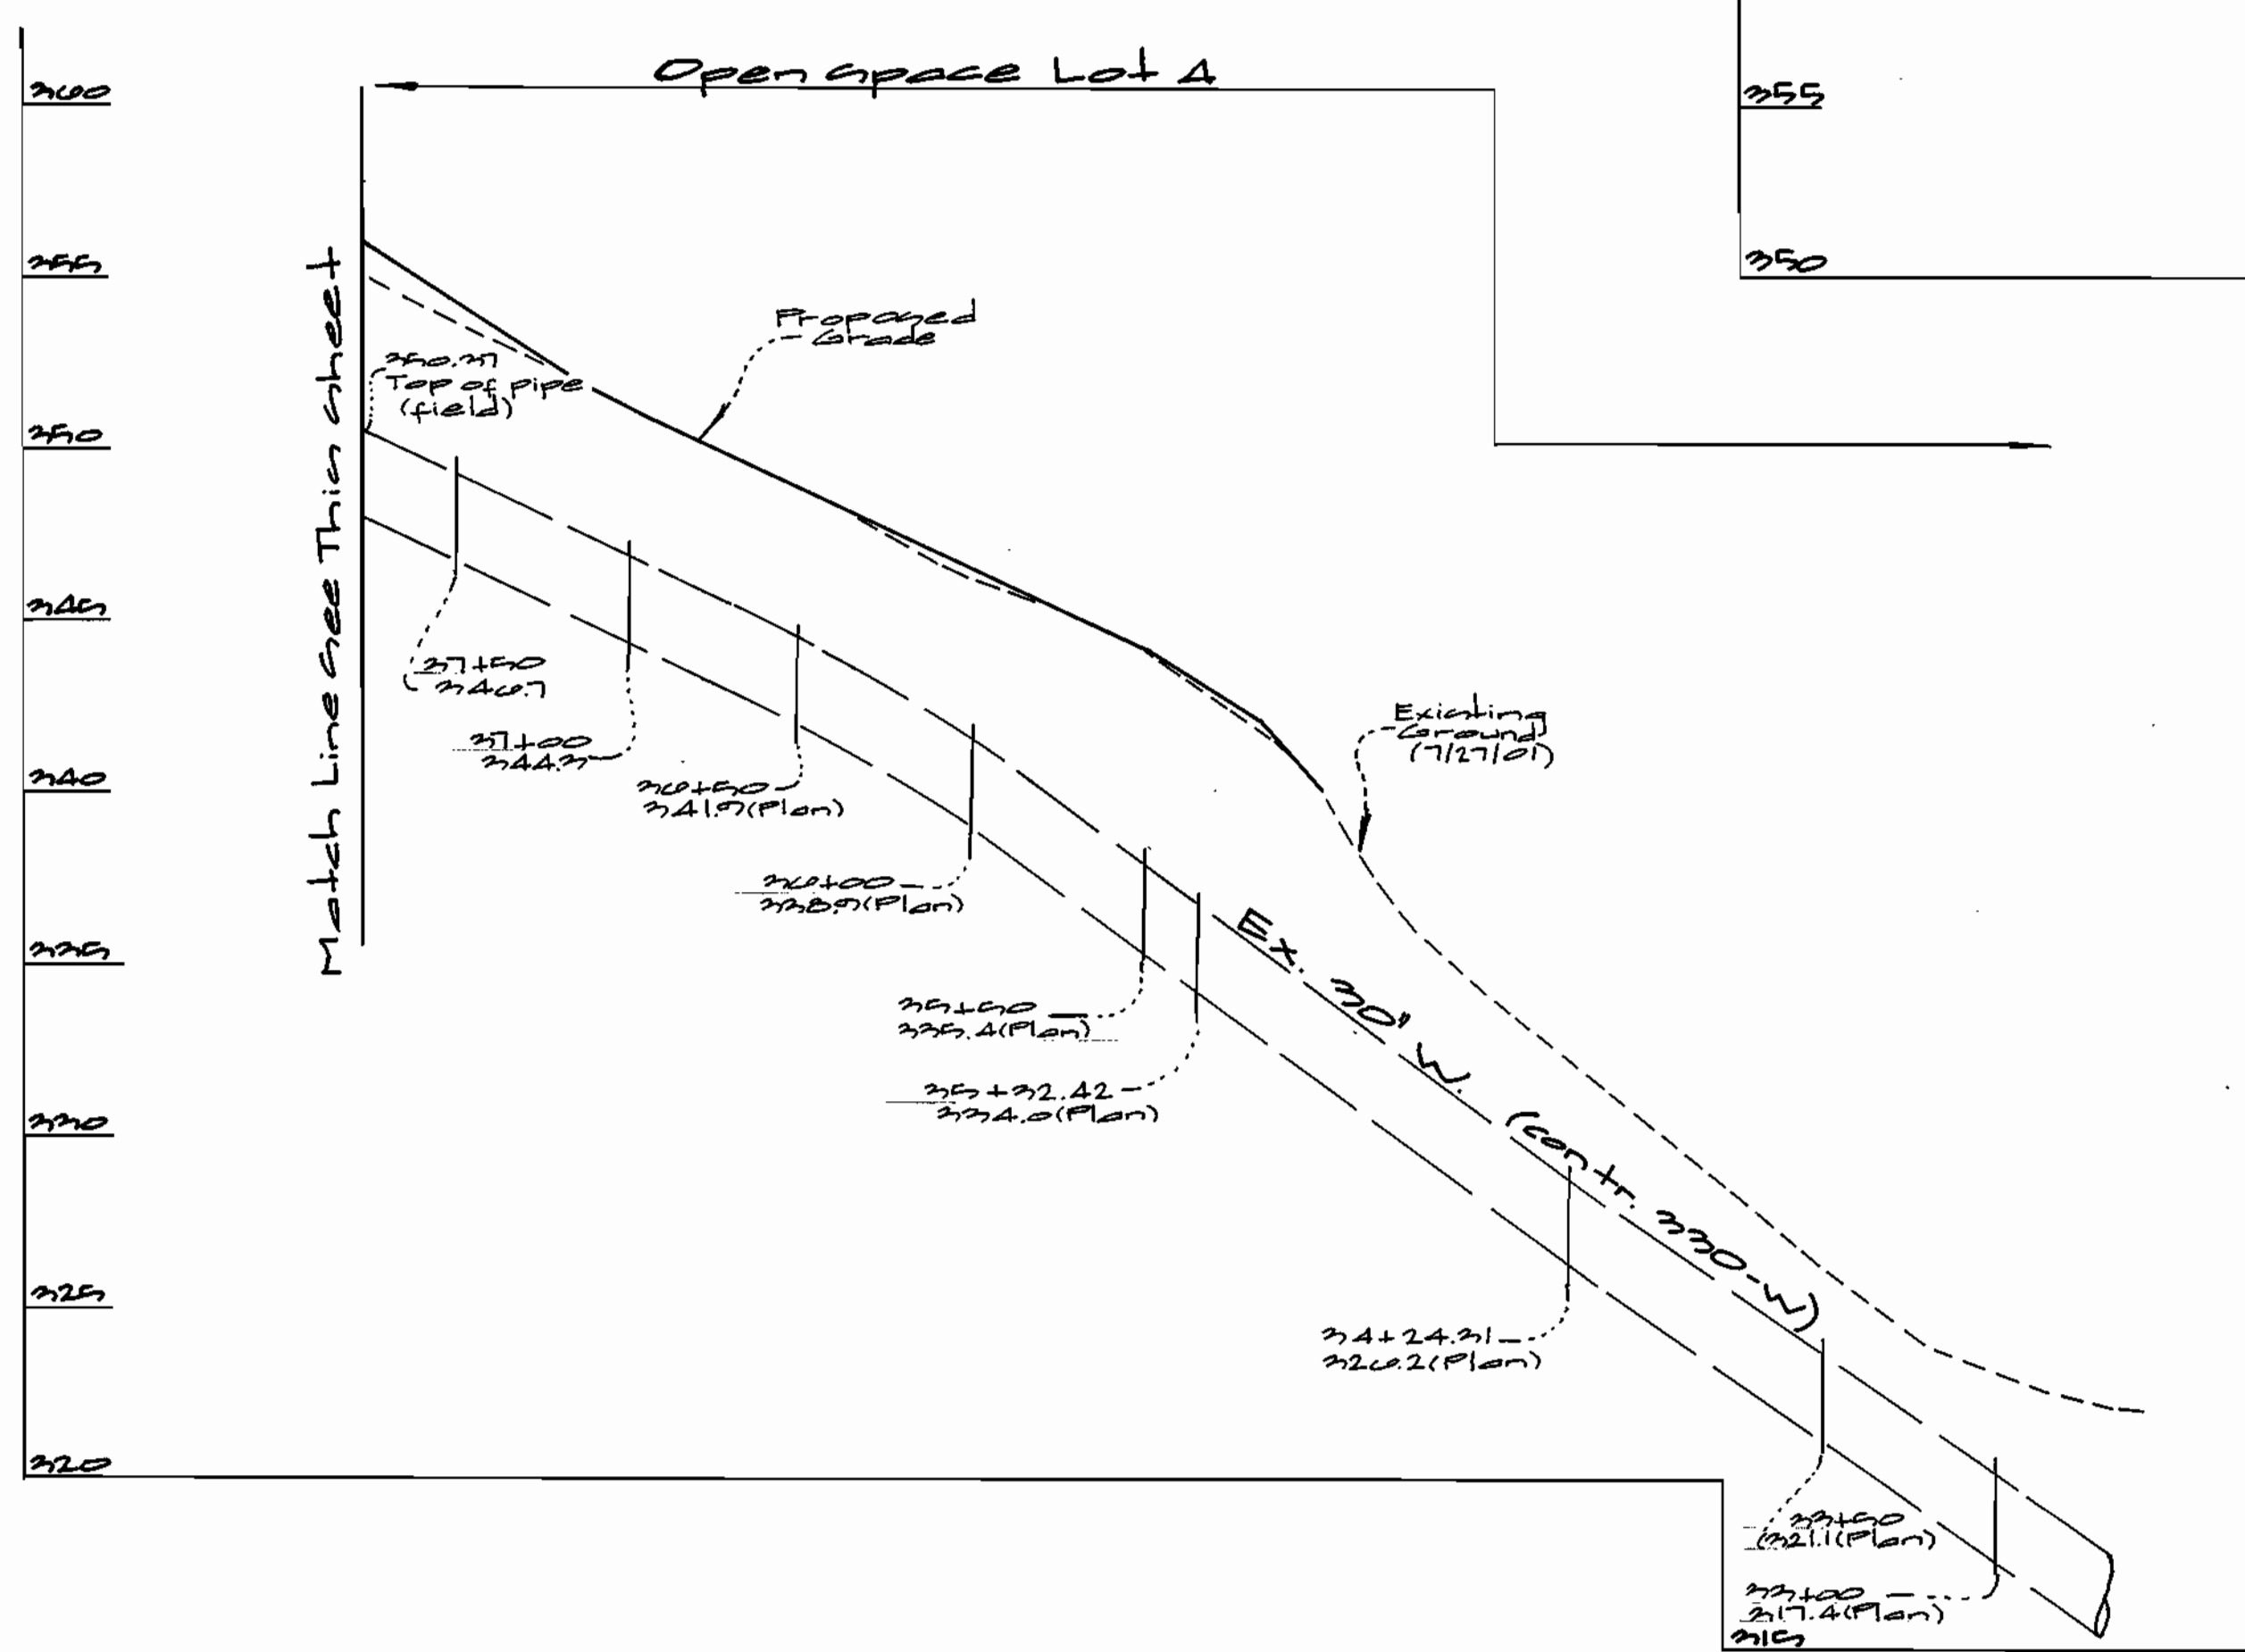 Open Space Lot A
360
355
350
345
340
335
330
325
320
355
350
Match Line See This Sheet
Proposed
Grade
350.37
Top of pipe
(field)
37+50
346.7
37+00
344.3
36+50
341.9(Plan)
36+00
338.9(Plan)
35+50
335.4(Plan)
35+32.42
334.0(Plan)
Existing
Ground
(7/27/01)
Ex. 30" W. (contr. 330-W)
34+24.31
326.2(Plan)
33+50
321.1(Plan)
33+00
317.4(Plan)
315